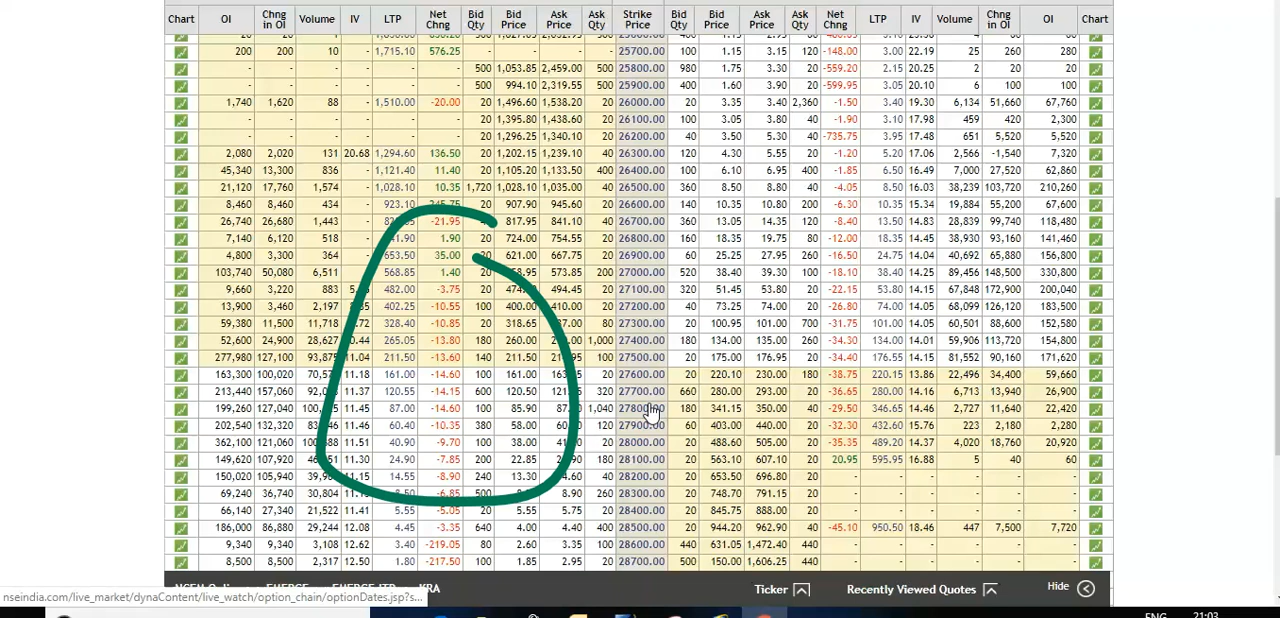 Chart OI Chng in OI Volume IV LTP Net Chng Bid Qty Bid Price Ask Price Ask Qty Strike Price Bid Qty Bid Price Ask Price Ask Qty Net Chng LTP IV Volume Chng in OI OI Chart
200 200 10 - 1,715.10 576.25 - - - - 25700.00 100 1.15 3.15 120 -148.00 3.00 22.19 25 260 280
- - - - - - 500 1,053.85 2,459.00 500 25800.00 980 1.75 3.30 20 -559.20 2.15 20.25 2 20 20
- - - - - - 500 994.10 2,319.55 500 25900.00 400 1.60 3.90 20 -599.95 3.05 20.10 6 100 100
1,740 1,620 88 - 1,510.00 -20.00 20 1,496.60 1,538.20 20 26000.00 20 3.35 3.40 2,360 -1.50 3.40 19.30 6,134 51,660 67,760
- - - - - - 20 1,395.80 1,438.60 20 26100.00 100 3.05 3.80 40 -1.90 3.10 17.98 459 420 2,300
- - - - - - 20 1,296.25 1,340.10 20 26200.00 40 3.50 5.30 40 -735.75 3.95 17.48 651 5,520 5,520
2,080 2,020 131 20.68 1,294.60 136.50 20 1,202.15 1,239.10 40 26300.00 120 4.30 5.55 20 -1.20 5.20 17.06 2,566 -1,540 7,320
45,340 13,300 836 - 1,121.40 11.40 20 1,105.20 1,133.50 400 26400.00 100 6.10 6.95 400 -1.85 6.50 16.49 7,000 27,520 62,860
21,120 17,760 1,574 - 1,028.10 10.35 1,720 1,028.10 1,035.00 40 26500.00 360 8.50 8.80 40 -4.05 8.50 16.03 38,239 103,720 210,260
8,460 8,460 434 - 923.10 20 907.90 945.60 20 26600.00 140 10.35 10.80 200 -6.30 10.35 15.34 19,884 55,200 67,600
26,740 26,680 1,443 - -21.95 817.95 841.10 40 26700.00 360 13.05 14.35 120 -8.40 13.50 14.83 28,839 99,740 118,480
7,140 6,120 518 - 1.90 20 724.00 754.55 20 26800.00 160 18.35 19.75 80 -12.00 18.35 14.45 38,930 93,160 141,460
4,800 3,300 364 - 653.50 35.00 621.00 667.75 20 26900.00 60 25.25 27.95 260 -16.50 24.75 14.04 40,692 65,880 156,800
103,740 50,080 6,511 - 568.85 1.40 20 573.85 200 27000.00 520 38.40 39.30 100 -18.10 38.40 14.25 89,456 148,500 330,800
9,660 3,220 883 482.00 -3.75 20 494.45 20 27100.00 320 51.45 53.80 20 -22.15 53.80 14.15 67,848 172,900 200,040
13,900 3,460 2,197 402.25 -10.55 100 400.00 410.00 20 27200.00 40 73.25 74.00 20 -26.80 74.00 14.05 68,099 126,120 183,500
59,380 11,500 11,718 328.40 -10.85 20 318.65 80 27300.00 20 100.95 101.00 700 -31.75 101.00 14.05 60,501 88,600 152,580
52,600 24,900 28,627 265.05 -13.80 180 260.00 1,000 27400.00 180 134.00 135.00 20 -34.30 134.00 14.01 59,906 113,720 154,800
277,980 127,100 11.04 211.50 -13.60 140 211.50 100 27500.00 20 175.00 176.95 20 -34.40 176.55 14.15 81,552 90,160 171,620
163,300 100,020 11.18 161.00 -14.60 100 161.00 20 27600.00 60 220.10 230.00 180 -38.75 220.15 13.86 22,496 34,400 59,660
213,440 157,060 11.37 120.55 -14.15 600 120.50 320 27700.00 660 280.00 293.00 20 -36.65 280.00 14.16 6,713 13,940 26,900
199,260 127,040 11.45 87.00 -14.60 100 85.90 1,040 180 341.15 350.00 40 -29.50 346.65 14.46 2,727 11,640 22,420
202,540 132,320 11.46 60.40 -10.35 380 58.00 120 27900.00 60 403.00 440.00 20 -32.30 432.60 15.76 223 2,180 2,280
362,100 121,060 11.51 40.90 -9.70 100 38.00 40 28000.00 20 488.60 505.00 20 -35.35 489.20 14.37 4,020 18,760 20,920
149,620 107,920 11.30 24.90 -7.85 200 22.85 180 28100.00 20 563.10 607.10 20 20.95 595.95 16.88 5 40 60
150,020 105,940 14.55 -8.90 240 13.30 40 28200.00 20 653.50 696.80 20 - - - - - -
69,240 36,740 30,804 -6.85 500 8.90 260 28300.00 20 748.70 791.15 20 - - - - - -
66,140 27,340 21,522 11.41 5.55 -5.05 20 5.55 5.75 20 28400.00 20 845.75 888.00 20 - - - - - -
186,000 86,880 29,244 12.08 4.45 -3.35 640 4.00 4.40 400 28500.00 20 944.20 962.90 40 -45.10 950.50 18.46 447 7,500 7,720
9,340 9,340 3,108 12.62 3.40 -219.05 80 2.60 3.35 100 28600.00 440 631.05 1,472.40 440 - - - - - -
8,500 8,500 2,317 12.50 1.80 -217.50 100 1.85 2.95 20 28700.00 500 150.00 1,606.25 440 - - - - - -
Ticker Recently Viewed Quotes Hide
nseindia.com/live_market/dynaContent/live_watch/option_chain/optionDates.jsp?s...
ENG 21:03